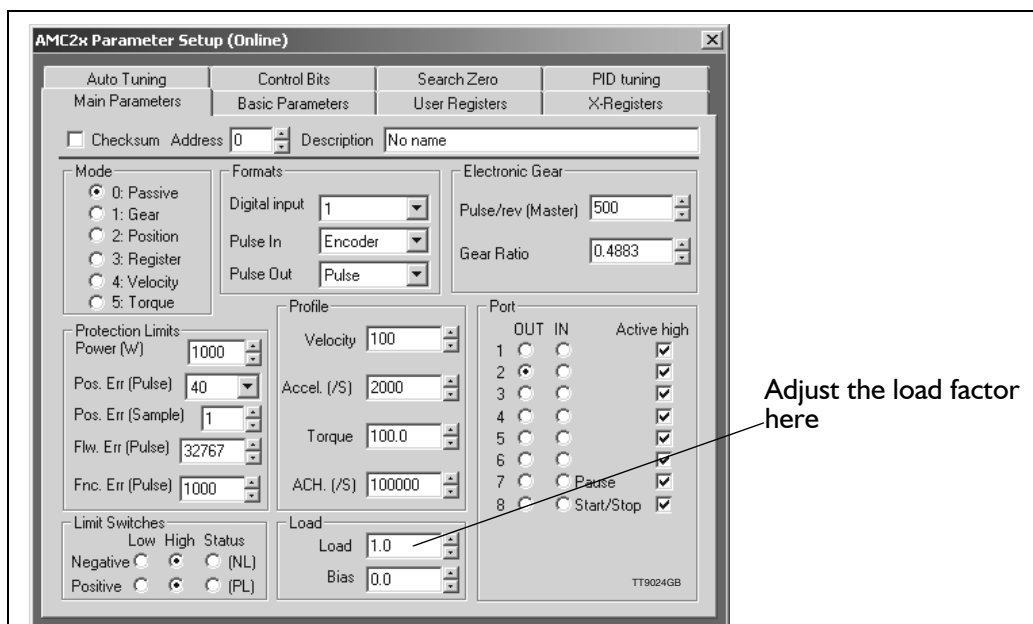 AMC2x Parameter Setup (Online)
Auto Tuning Control Bits Search Zero PID tuning
Main Parameters Basic Parameters User Registers X-Registers
Checksum Address 0 Description No name
Mode
0: Passive
1: Gear
2: Position
3: Register
4: Velocity
5: Torque
Formats
Digital input 1
Pulse In Encoder
Pulse Out Pulse
Electronic Gear
Pulse/rev (Master) 500
Gear Ratio 0.4883
Protection Limits
Power (W) 1000
Pos. Err (Pulse) 40
Pos. Err (Sample) 1
Flw. Err (Pulse) 32767
Fnc. Err (Pulse) 1000
Profile
Velocity 100
Accel. (/S) 2000
Torque 100.0
ACH. (/S) 100000
Port
OUT IN Active high
1
2
3
4
5
6
7 Pause
8 Start/Stop
Limit Switches
Low High Status
Negative (NL)
Positive (PL)
Load
Load 1.0
Bias 0.0
TT9024GB
Adjust the load factor
here